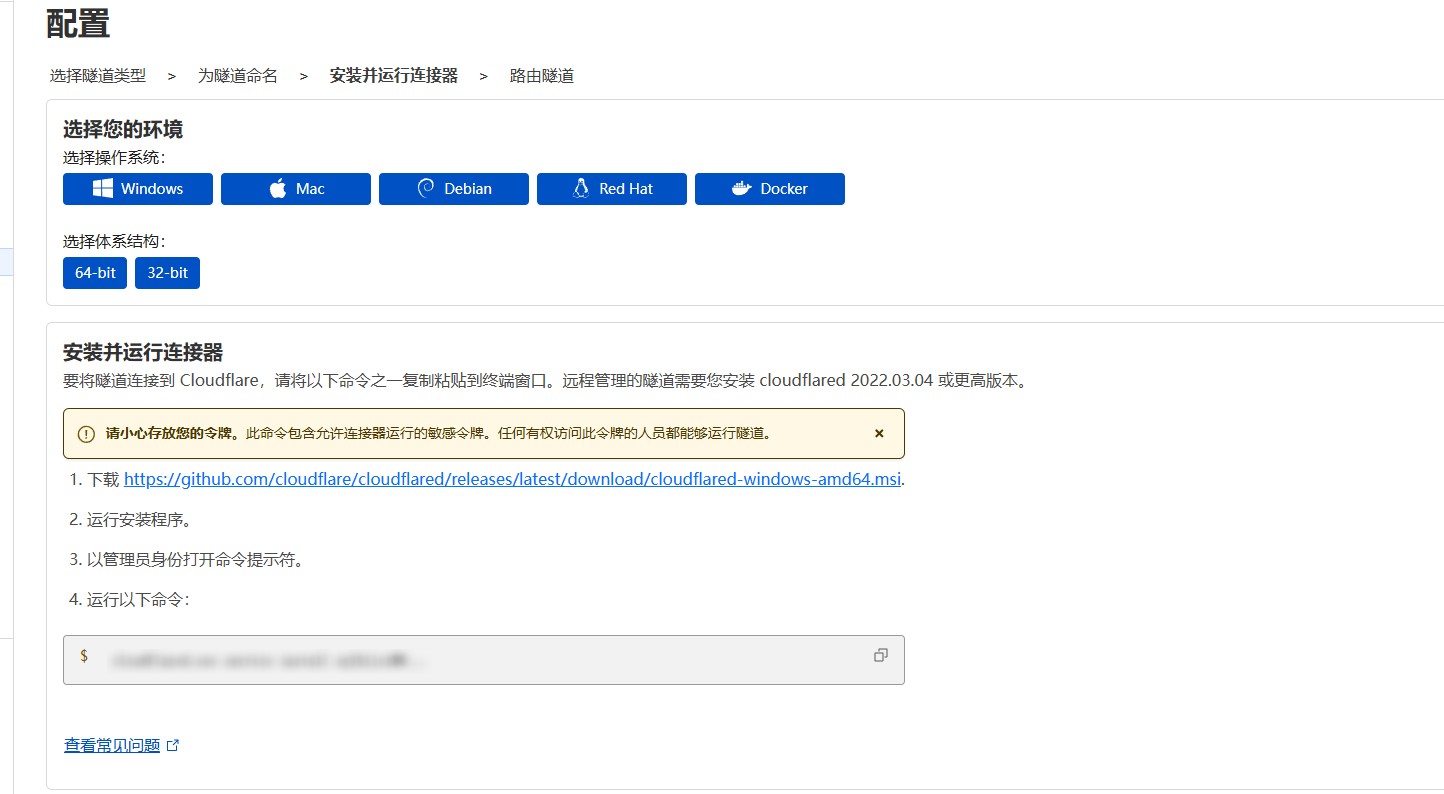 配置
选择隧道类型 > 为隧道命名 > 安装并运行连接器 > 路由隧道
选择您的环境
选择操作系统：
Windows Mac Debian Red Hat Docker
选择体系结构：
64-bit 32-bit
安装并运行连接器
要将隧道连接到 Cloudflare，请将以下命令之一复制粘贴到终端窗口。远程管理的隧道需要您安装 cloudflared 2022.03.04 或更高版本。
请小心存放您的令牌。此命令包含允许连接器运行的敏感令牌。任何有权访问此令牌的人员都能够运行隧道。
1. 下载 https://github.com/cloudflare/cloudflared/releases/latest/download/cloudflared-windows-amd64.msi.
2. 运行安装程序。
3. 以管理员身份打开命令提示符。
4. 运行以下命令：
$
查看常见问题